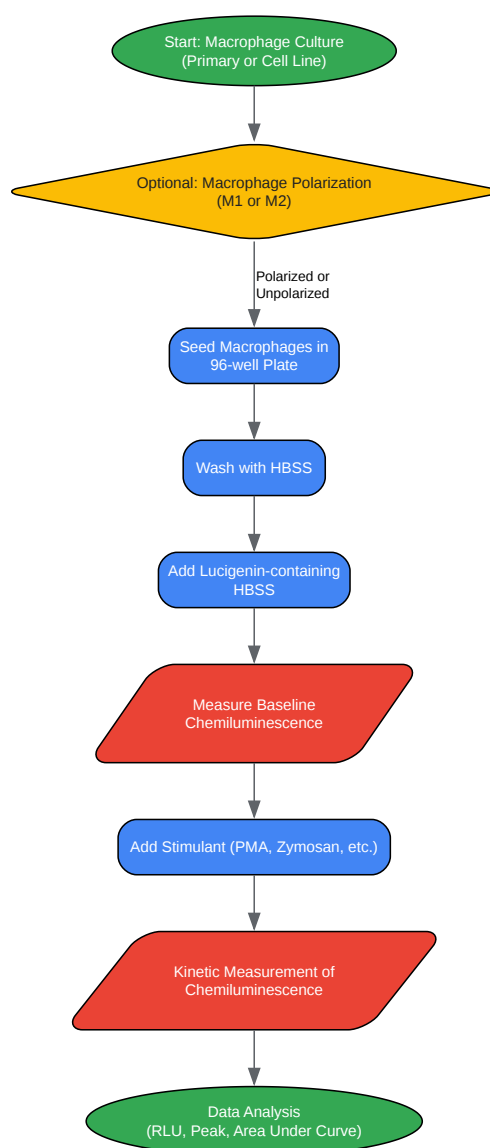 Start: Macrophage Culture
(Primary or Cell Line)
Optional: Macrophage Polarization
(M1 or M2)
Polarized or
Unpolarized
Seed Macrophages in
96-well Plate
Wash with HBSS
Add Lucigenin-containing
HBSS
Measure Baseline
Chemiluminescence
Add Stimulant (PMA, Zymosan, etc.)
Kinetic Measurement of
Chemiluminescence
Data Analysis
(RLU, Peak, Area Under Curve)